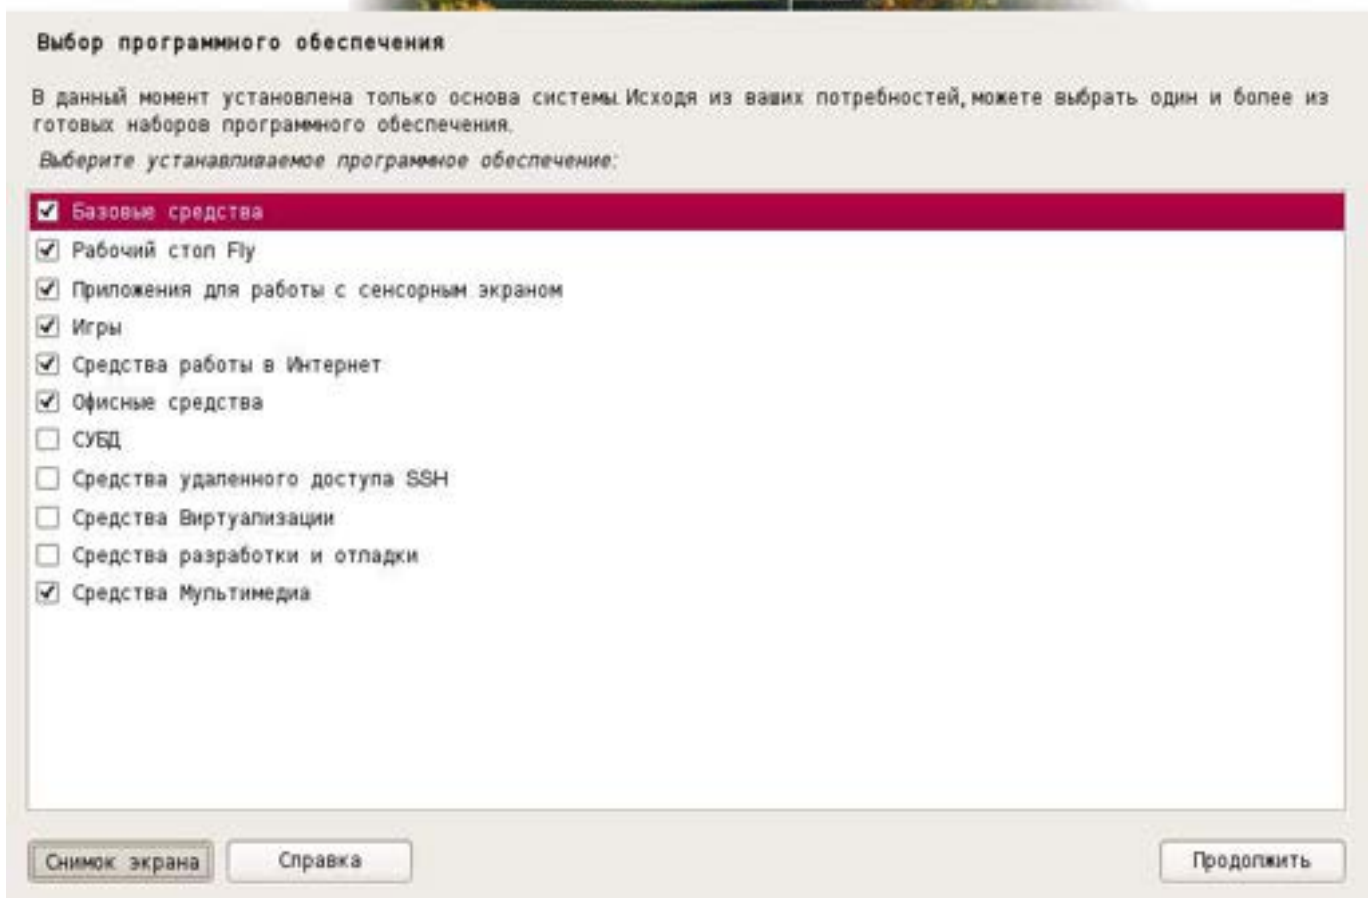 Выбор программного обеспечения
В данный момент установлена только основа системы. Исходя из ваших потребностей, можете выбрать один и более из
готовых наборов программного обеспечения.
Выберите устанавливаемое программное обеспечение:
Базовые средства
Рабочий стол Fly
Приложения для работы с сенсорным экраном
Игры
Средства работы в Интернет
Офисные средства
СУБД
Средства удаленного доступа SSH
Средства Виртуализации
Средства разработки и отладки
Средства Мультимедиа
Снимок экрана
Справка
Продолжить